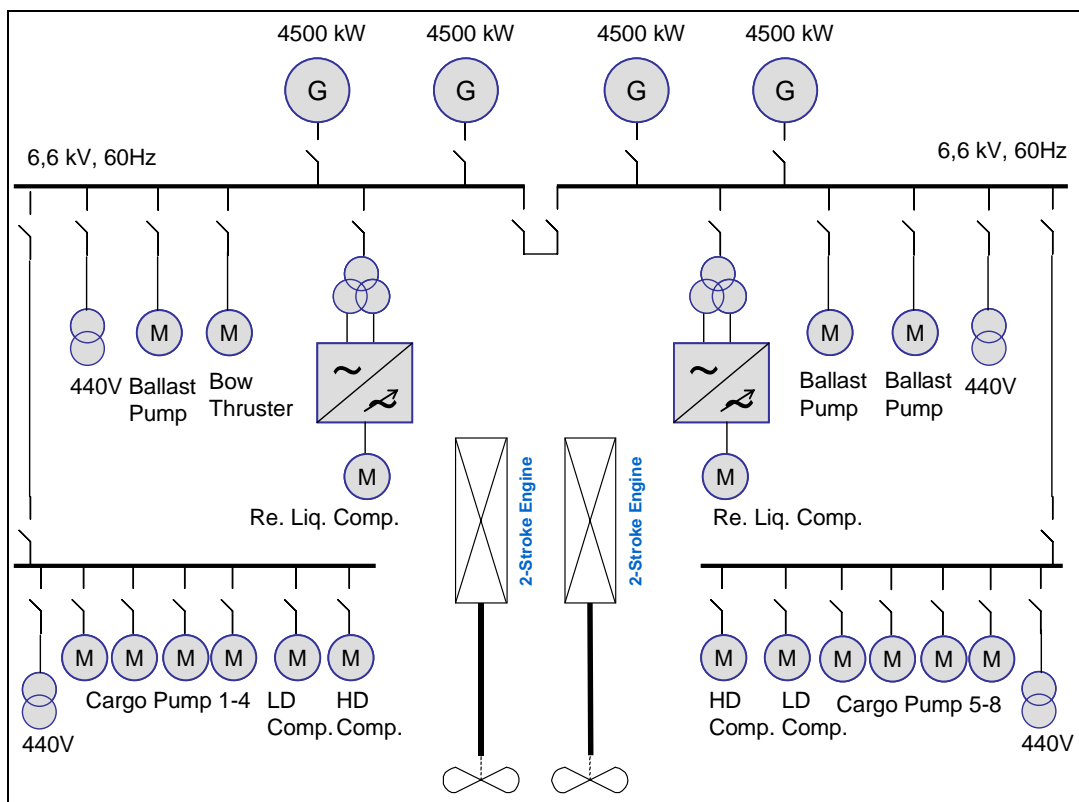 4500 kW 4500 kW 4500 kW 4500 kW
G G G G
6,6 kV, 60Hz 6,6 kV, 60Hz
M M M M
440V Ballast Pump
Bow Thruster
Ballast Pump
Ballast Pump
440V
M M
Re. Liq. Comp. Re. Liq. Comp.
2-Stroke Engine
2-Stroke Engine
M M M M M M M M M M M M
Cargo Pump 1-4
LD Comp.
HD Comp.
440V
HD Comp.
LD Comp.
Cargo Pump 5-8
440V